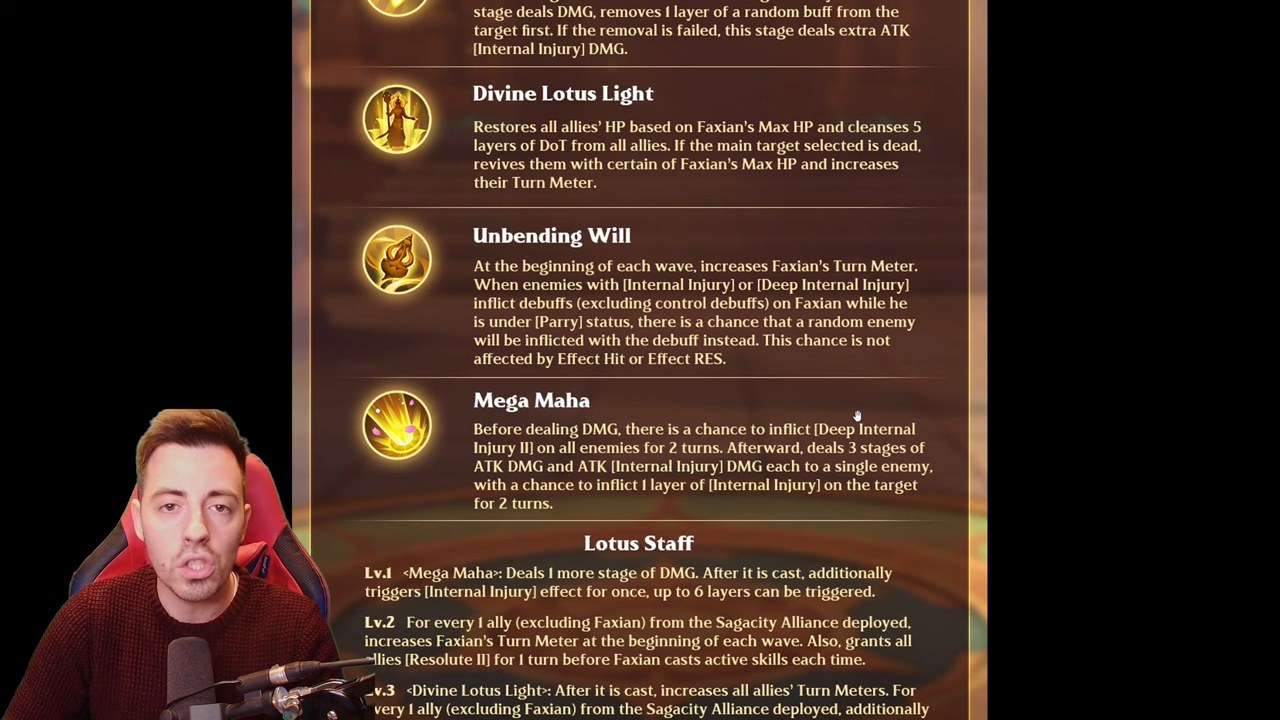 stage deals DMG, removes 1 layer of a random buff from the
target first. If the removal is failed, this stage deals extra ATK
[Internal Injury] DMG.
Divine Lotus Light
Restores all allies' HP based on Faxian's Max HP and cleanses 5
layers of DoT from all allies. If the main target selected is dead,
revives them with certain of Faxian's Max HP and increases
their Turn Meter.
Unbending Will
At the beginning of each wave, increases Faxian's Turn Meter.
When enemies with [Internal Injury] or [Deep Internal Injury]
inflict debuffs (excluding control debuffs) on Faxian while he
is under [Parry] status, there is a chance that a random enemy
will be inflicted with the debuff instead. This chance is not
affected by Effect Hit or Effect RES.
Mega Maha
Before dealing DMG, there is a chance to inflict [Deep Internal
Injury II] on all enemies for 2 turns. Afterward, deals 3 stages of
ATK DMG and ATK [Internal Injury] DMG each to a single enemy,
with a chance to inflict 1 layer of [Internal Injury] on the target
for 2 turns.
Lotus Staff
Lv.1 <Mega Maha>: Deals 1 more stage of DMG. After it is cast, additionally
triggers [Internal Injury] effect for once, up to 6 layers can be triggered.
Lv.2 For every 1 ally (excluding Faxian) from the Sagacity Alliance deployed,
increases Faxian's Turn Meter at the beginning of each wave. Also, grants all
allies [Resolute II] for 1 turn before Faxian casts active skills each time.
Lv.3 <Divine Lotus Light>: After it is cast, increases all allies' Turn Meters. For
every 1 ally (excluding Faxian) from the Sagacity Alliance deployed, additionally